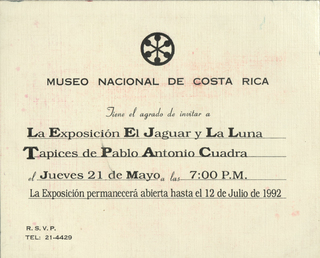 MUSEO NACIONAL DE COSTA RICA
Tiene el agrado de invitar a
La Exposición El Jaguar y La Luna
Tapices de Pablo Antonio Cuadra
el Jueves 21 de Mayo a las 7:00 P.M.
La Exposición permanecerá abierta hasta el 12 de Julio de 1992
R.S.V.P.
TEL: 21-4429